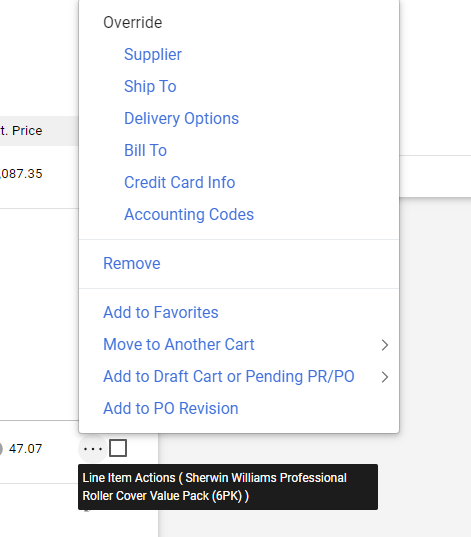 Override
Supplier
Ship To
Delivery Options
Bill To
Credit Card Info
Accounting Codes
Remove
Add to Favorites
Move to Another Cart
Add to Draft Cart or Pending PR/PO
Add to PO Revision
t. Price
,087.35
47.07
Line Item Actions ( Sherwin Williams Professional
Roller Cover Value Pack (6PK) )